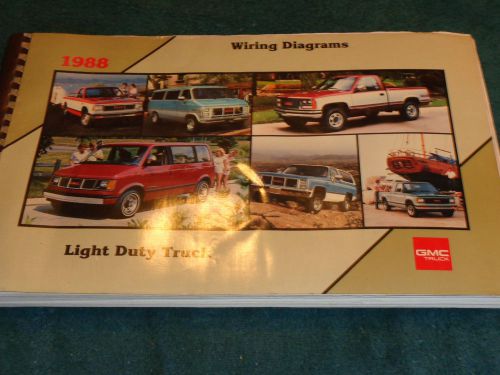 Wiring Diagrams
1988
Light Duty Truck
GMC
TRUCK